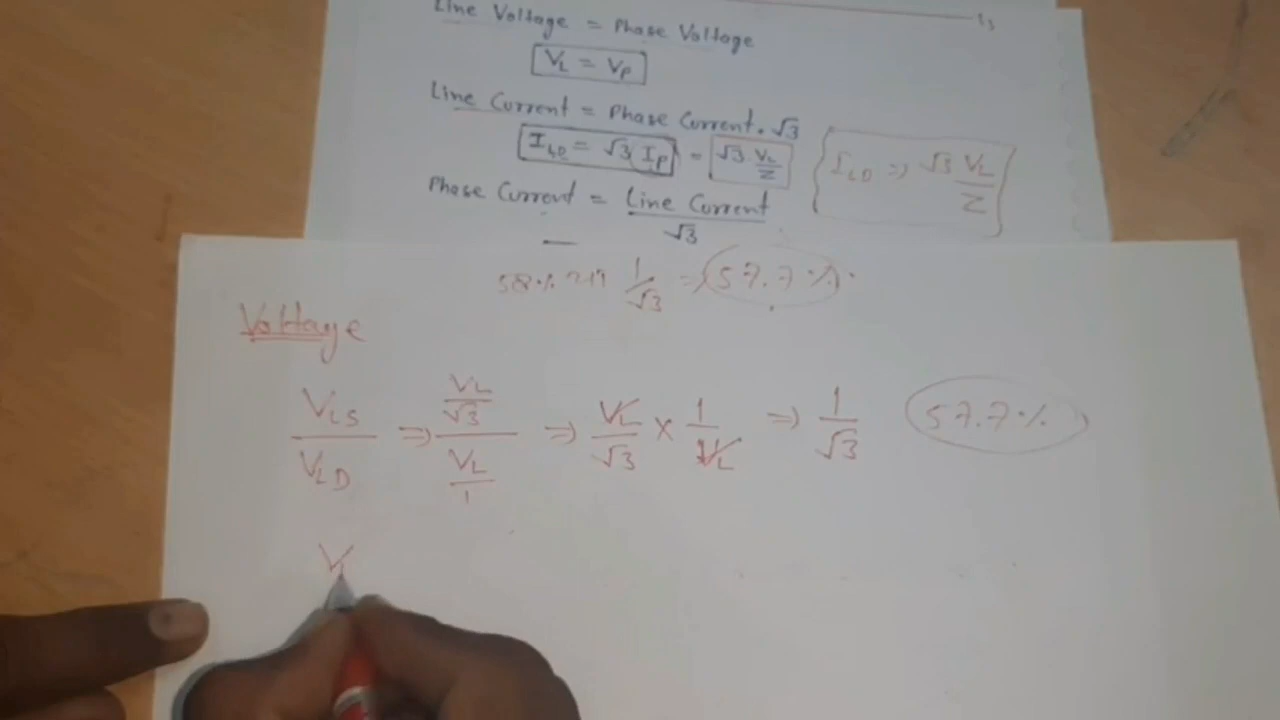 Line Voltage = Phase Voltage
VL = VP
Line Current = Phase Current . √3
ILD = √3 IP = √3 VL/Z
ILD => √3 VL/Z
Phase Current = Line Current/√3
58% 1/√3 => 57.7%
Voltage
VLS/VLD => (VL/√3)/(VL/1) => VL/√3 × 1/VL => 1/√3 57.7%
V